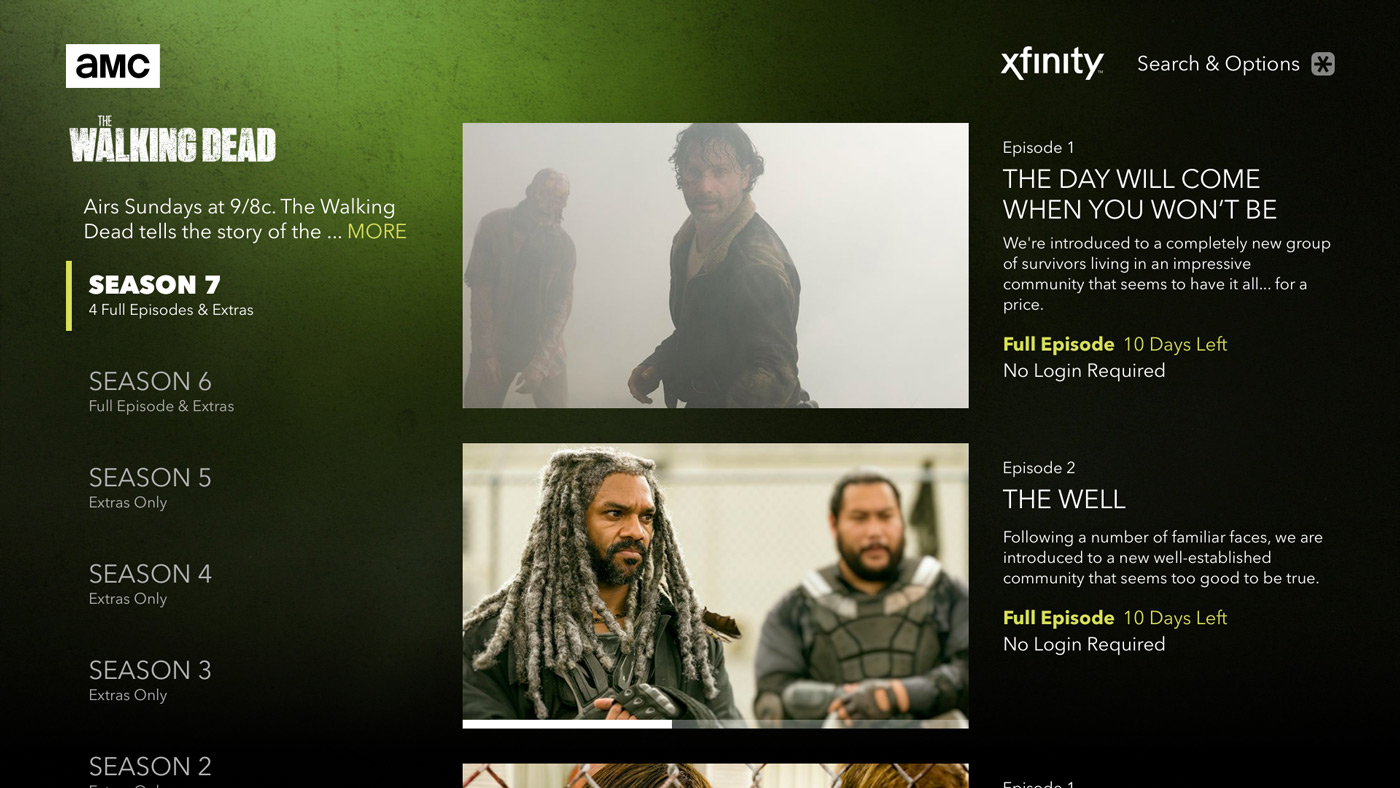 aMC
xfinity
Search & Options
THE
WALKING DEAD
Airs Sundays at 9/8c. The Walking
Dead tells the story of the ... MORE
SEASON 7
4 Full Episodes & Extras
SEASON 6
Full Episode & Extras
SEASON 5
Extras Only
SEASON 4
Extras Only
SEASON 3
Extras Only
SEASON 2
Episode 1
THE DAY WILL COME
WHEN YOU WON'T BE
We're introduced to a completely new group
of survivors living in an impressive
community that seems to have it all... for a
price.
Full Episode 10 Days Left
No Login Required
Episode 2
THE WELL
Following a number of familiar faces, we are
introduced to a new well-established
community that seems too good to be true.
Full Episode 10 Days Left
No Login Required
Episode 1